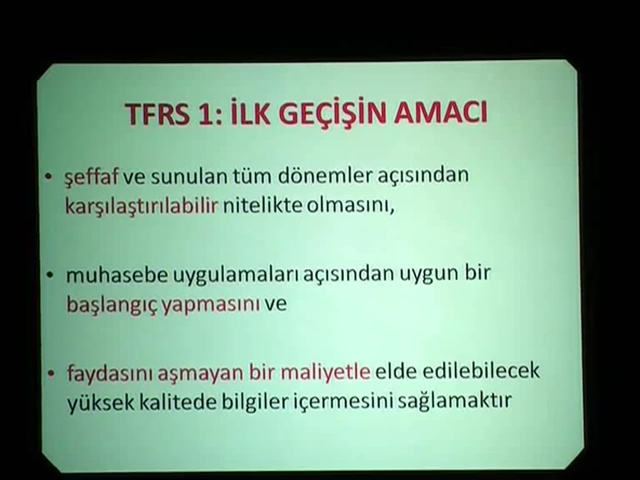 TFRS 1: İLK GEÇİŞİN AMACI
• şeffaf ve sunulan tüm dönemler açısından
karşılaştırılabilir nitelikte olmasını,
• muhasebe uygulamaları açısından uygun bir
başlangıç yapmasını ve
• faydasını aşmayan bir maliyetle elde edilebilecek
yüksek kalitede bilgiler içermesini sağlamaktır